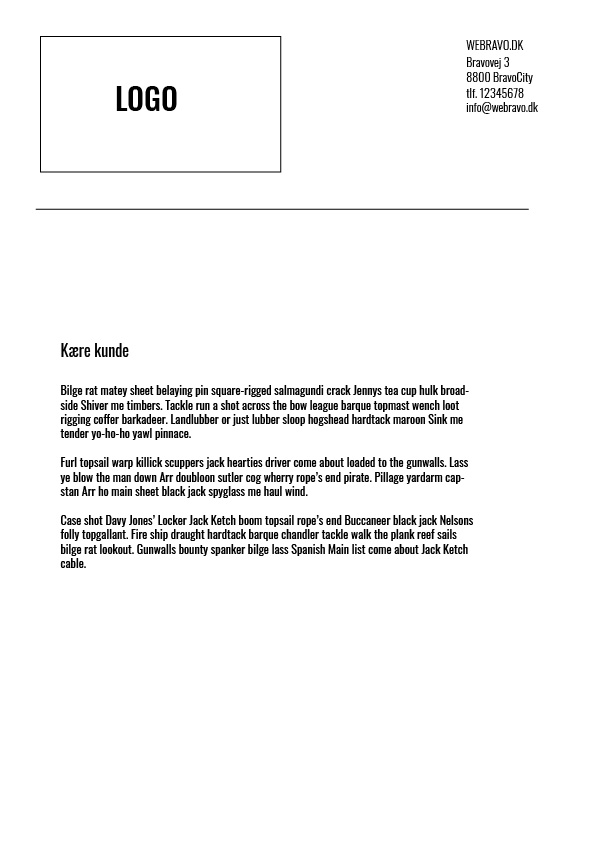 LOGO
WEBRAVO.DK
Bravovej 3
8800 BravoCity
tlf. 12345678
info@webravo.dk
Kære kunde
Bilge rat matey sheet belaying pin square-rigged salmagundi crack Jennys tea cup hulk broad-
side Shiver me timbers. Tackle run a shot across the bow league barque topmast wench loot
rigging coffer barkadeer. Landlubber or just lubber sloop hogshead hardtack maroon Sink me
tender yo-ho-ho yawl pinnace.
Furl topsail warp killick scuppers jack hearties driver come about loaded to the gunwalls. Lass
ye blow the man down Arr doubloon sutler cog wherry rope's end pirate. Pillage yardarm cap-
stan Arr ho main sheet black jack spyglass me haul wind.
Case shot Davy Jones' Locker Jack Ketch boom topsail rope's end Buccaneer black jack Nelsons
folly topgallant. Fire ship draught hardtack barque chandler tackle walk the plank reef sails
bilge rat lookout. Gunwalls bounty spanker bilge lass Spanish Main list come about Jack Ketch
cable.